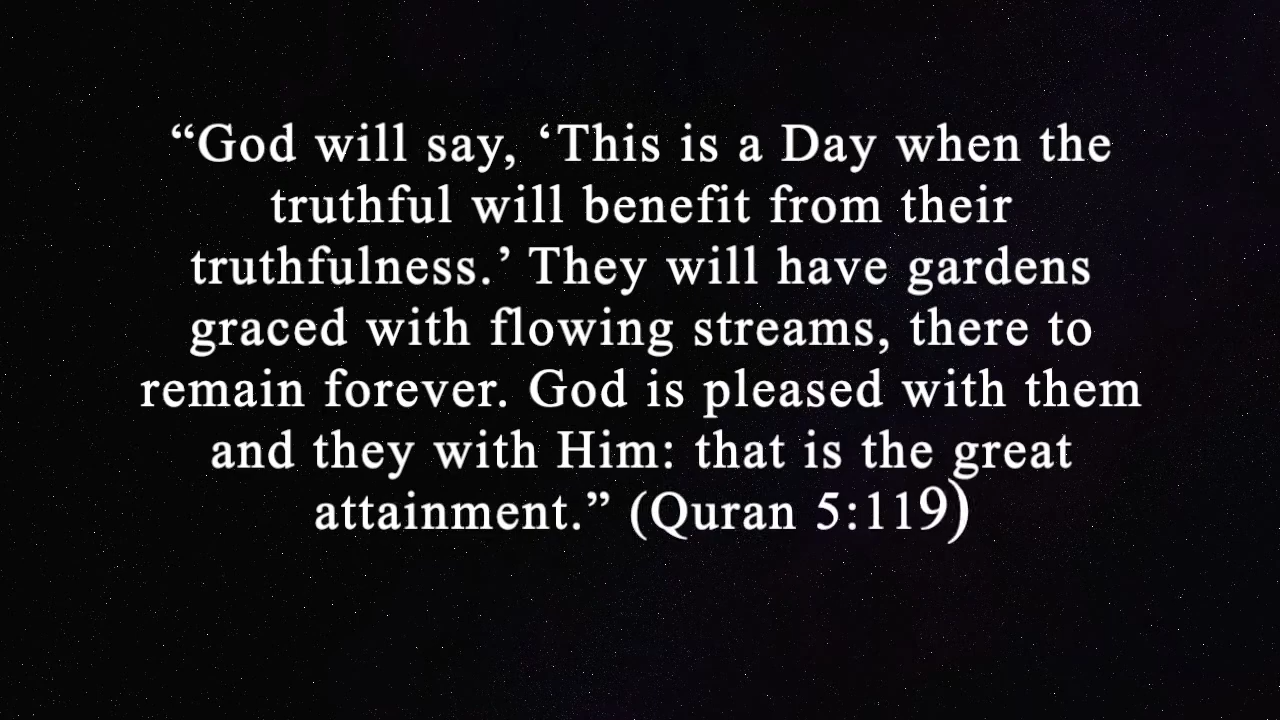 “God will say, ‘This is a Day when the
truthful will benefit from their
truthfulness.’ They will have gardens
graced with flowing streams, there to
remain forever. God is pleased with them
and they with Him: that is the great
attainment.” (Quran 5:119)